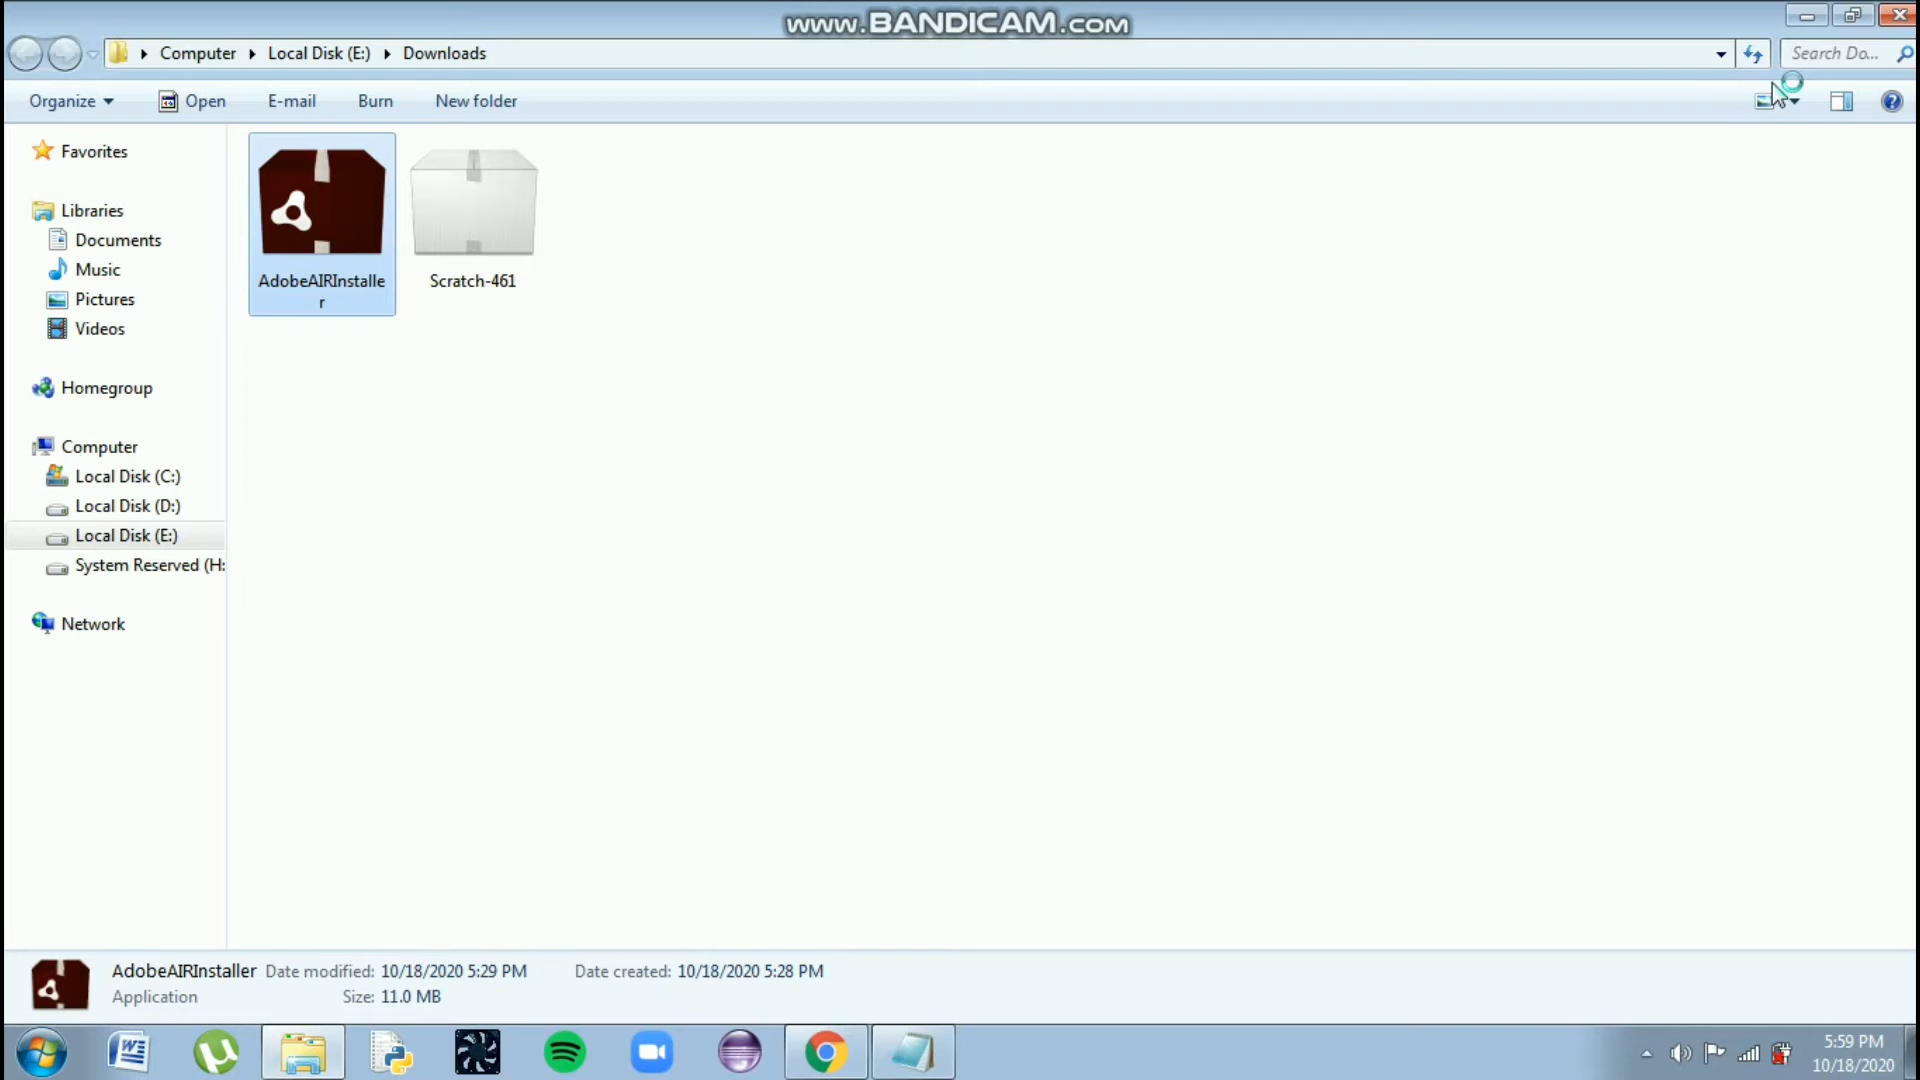 www.BANDICAM.com
Computer Local Disk (E:) Downloads
Search Do...
Organize Open E-mail Burn New folder
Favorites
Libraries
Documents
Music
Pictures
Videos
Homegroup
Computer
Local Disk (C:)
Local Disk (D:)
Local Disk (E:)
System Reserved (H:
Network
AdobeAIRInstalle
r
Scratch-461
AdobeAIRInstaller Date modified: 10/18/2020 5:29 PM Date created: 10/18/2020 5:28 PM
Application Size: 11.0 MB
5:59 PM
10/18/2020